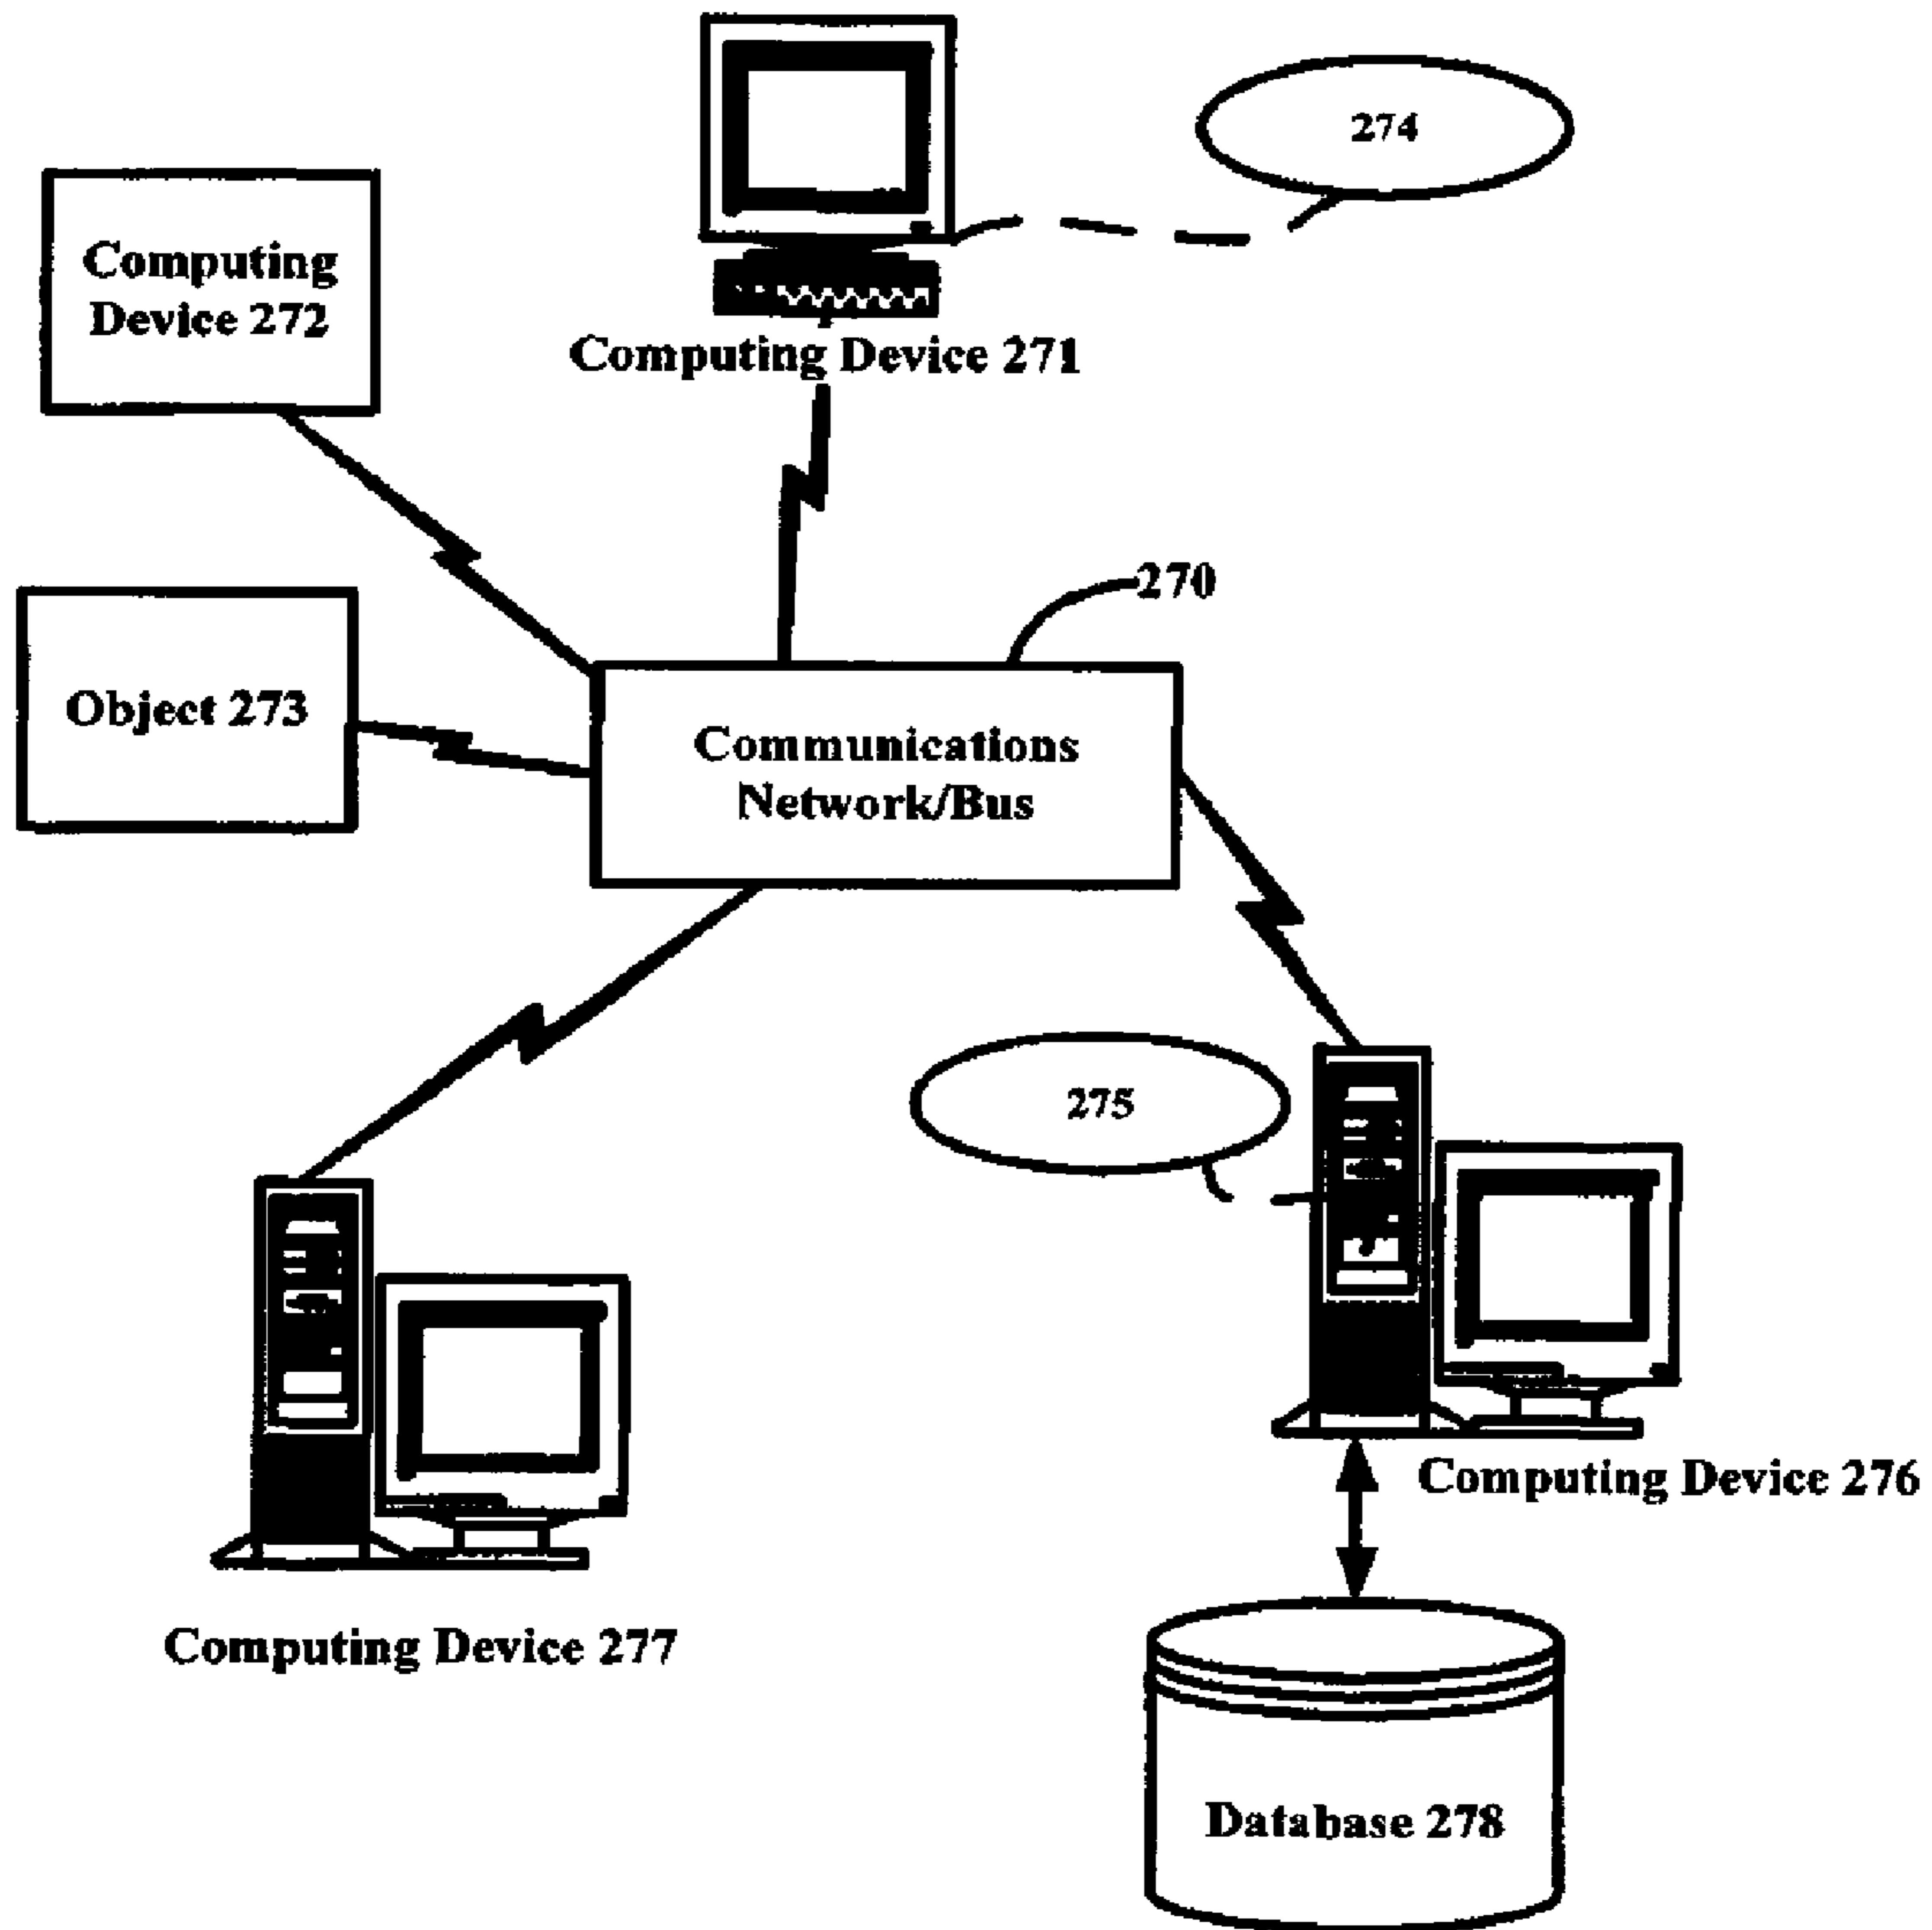 274
Computing
Device 272
Computing Device 271
270
Object 273
Communications
Network/Bus
275
Computing Device 276
Computing Device 277
Database 278